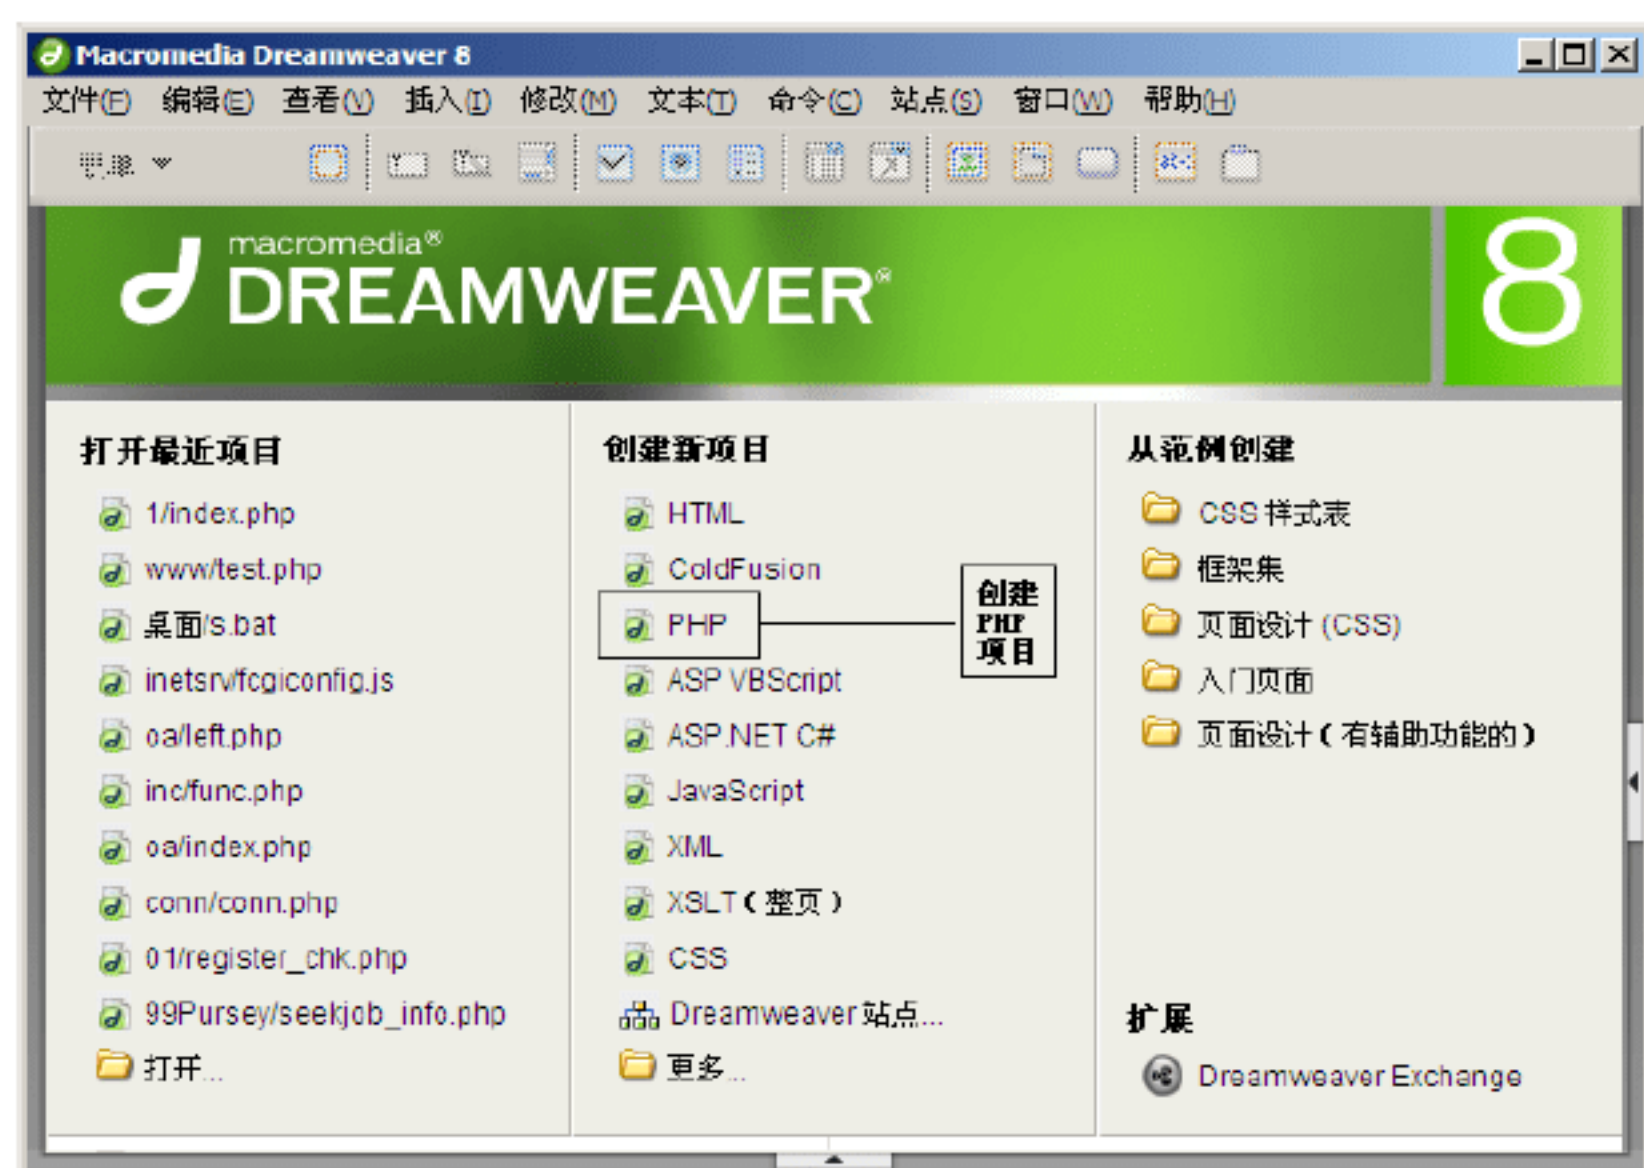 Macromedia Dreamweaver 8
文件(F) 编辑(E) 查看(V) 插入(I) 修改(M) 文本(T) 命令(C) 站点(S) 窗口(W) 帮助(H)
macromedia®
DREAMWEAVER®
8
打开最近项目
1/index.php
www/test.php
桌面/s.bat
inetsrv/fcgiconfig.js
oa/left.php
inc/func.php
oa/index.php
conn/conn.php
01/register_chk.php
99Pursey/seekjob_info.php
打开...
创建新项目
HTML
ColdFusion
PHP
创建
PHP
项目
ASP VBScript
ASP.NET C#
JavaScript
XML
XSLT（整页）
CSS
Dreamweaver 站点...
更多...
从范例创建
CSS 样式表
框架集
页面设计 (CSS)
入门页面
页面设计（有辅助功能的）
扩展
Dreamweaver Exchange